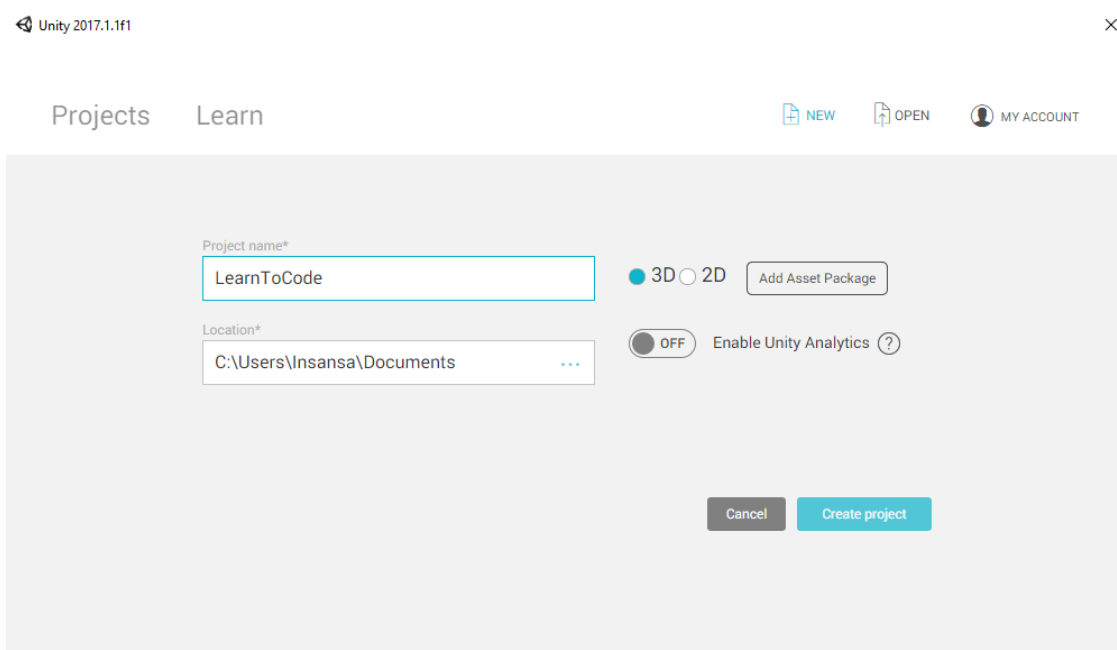 Unity 2017.1.1f1
Projects Learn NEW OPEN MY ACCOUNT
Project name*
LearnToCode
3D 2D Add Asset Package
Location*
C:\Users\Insansa\Documents ...
OFF Enable Unity Analytics ?
Cancel Create project